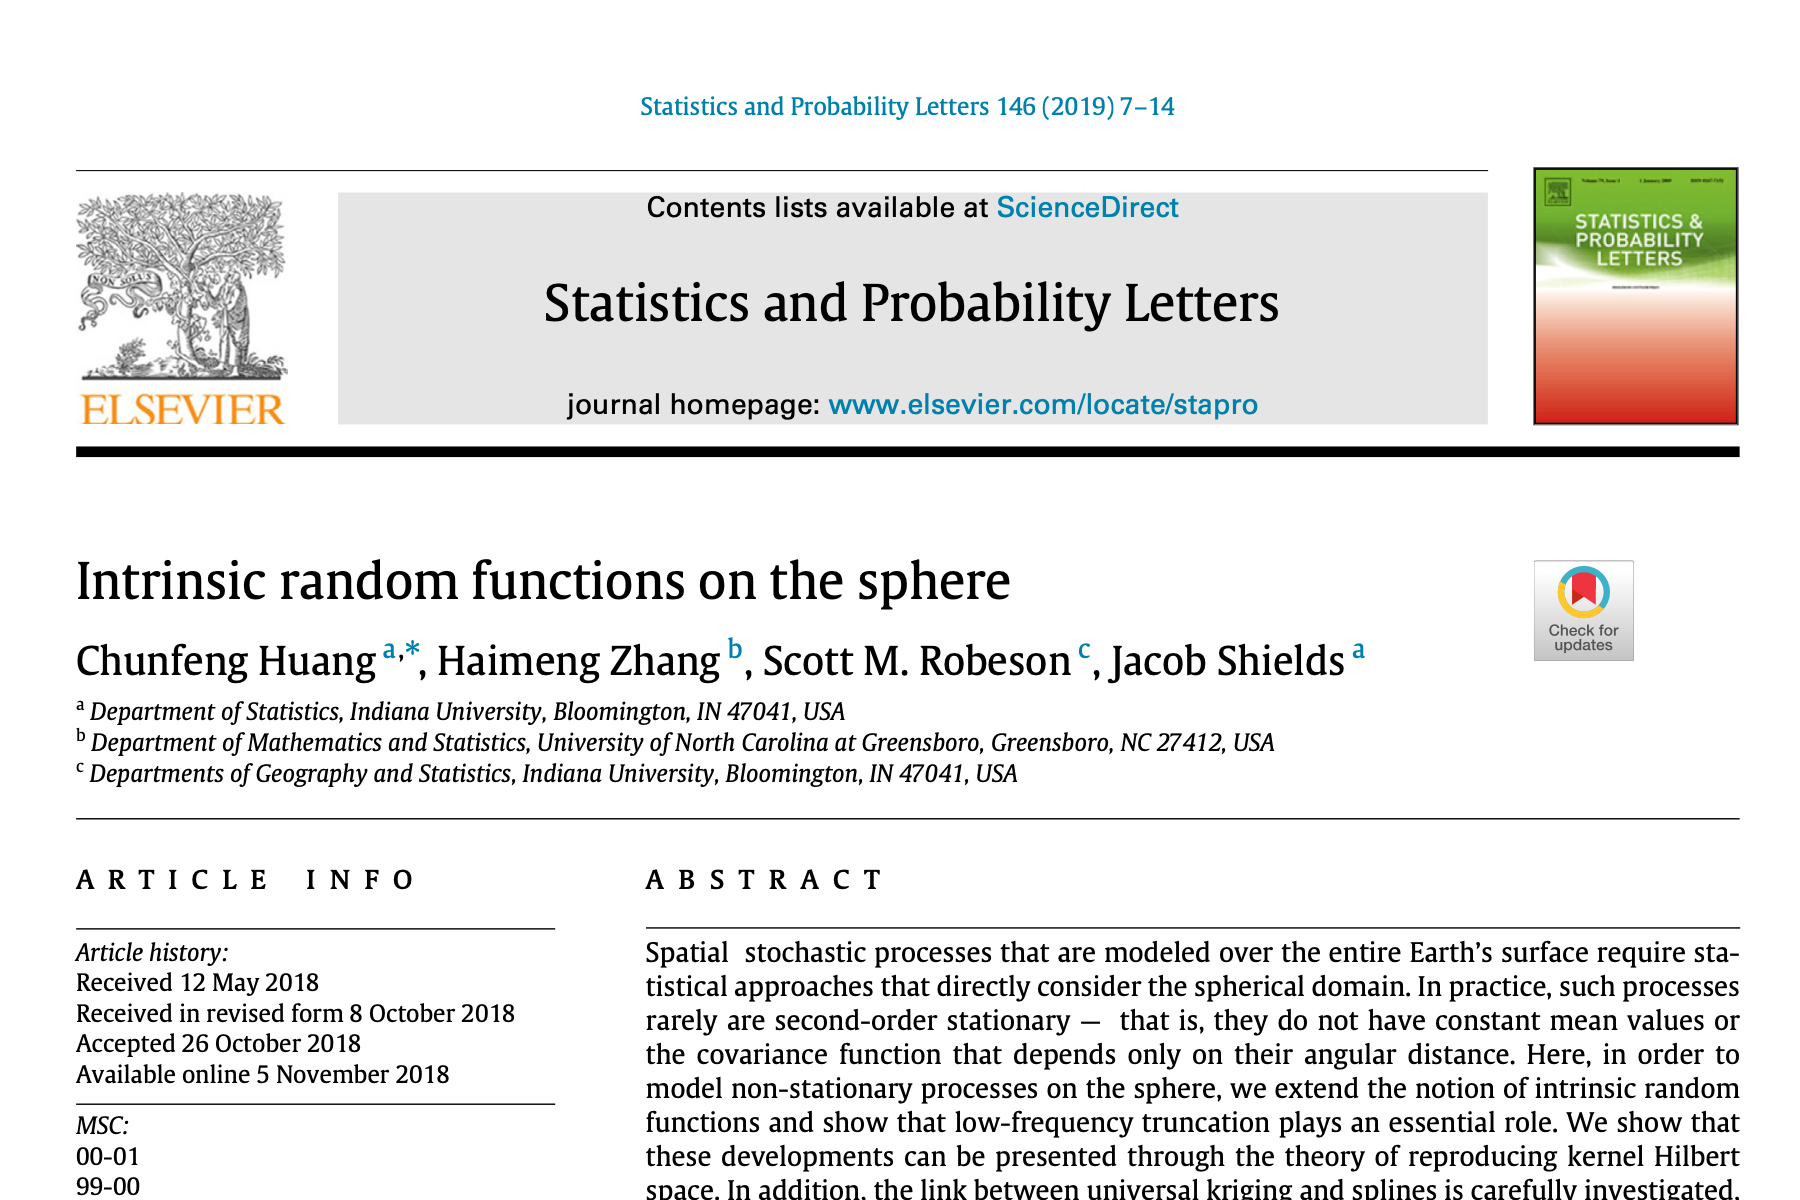 Statistics and Probability Letters 146 (2019) 7–14
Contents lists available at ScienceDirect
Statistics and Probability Letters
journal homepage: www.elsevier.com/locate/stapro
NON SOLUS
ELSEVIER
STATISTICS &
PROBABILITY
LETTERS
Intrinsic random functions on the sphere
Check for
updates
Chunfeng Huang a,*, Haimeng Zhang b, Scott M. Robeson c, Jacob Shields a
a Department of Statistics, Indiana University, Bloomington, IN 47041, USA
b Department of Mathematics and Statistics, University of North Carolina at Greensboro, Greensboro, NC 27412, USA
c Departments of Geography and Statistics, Indiana University, Bloomington, IN 47041, USA
ARTICLE INFO
Article history:
Received 12 May 2018
Received in revised form 8 October 2018
Accepted 26 October 2018
Available online 5 November 2018
MSC:
00-01
99-00
ABSTRACT
Spatial stochastic processes that are modeled over the entire Earth's surface require sta-
tistical approaches that directly consider the spherical domain. In practice, such processes
rarely are second-order stationary — that is, they do not have constant mean values or
the covariance function that depends only on their angular distance. Here, in order to
model non-stationary processes on the sphere, we extend the notion of intrinsic random
functions and show that low-frequency truncation plays an essential role. We show that
these developments can be presented through the theory of reproducing kernel Hilbert
space. In addition, the link between universal kriging and splines is carefully investigated.